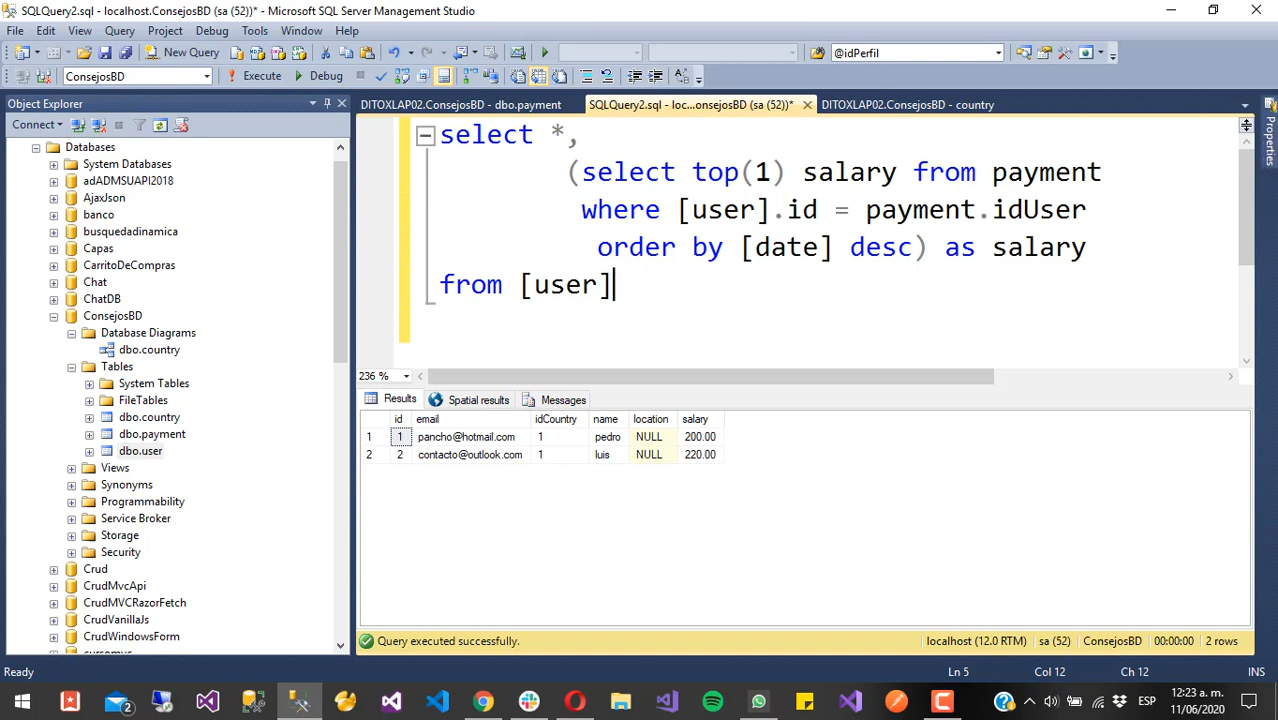 SQLQuery2.sql - localhost.ConsejosBD (sa (52))* - Microsoft SQL Server Management Studio
File Edit View Query Project Debug Tools Window Help
New Query
@idPerfil
ConsejosBD
Execute
Debug
Object Explorer
Connect
Databases
System Databases
adADMSUAPI2018
AjaxJson
banco
busquedadinamica
Capas
CarritoDeCompras
Chat
ChatDB
ConsejosBD
Database Diagrams
dbo.country
Tables
System Tables
FileTables
dbo.country
dbo.payment
dbo.user
Views
Synonyms
Programmability
Service Broker
Storage
Security
Crud
CrudMvcApi
CrudMVCRazorFetch
CrudVanillaJs
CrudWindowsForm
DITOXLAP02.ConsejosBD - dbo.payment
SQLQuery2.sql - loc...onsejosBD (sa (52))*
DITOXLAP02.ConsejosBD - country
Properties
select *,
(select top(1) salary from payment
where [user].id = payment.idUser
order by [date] desc) as salary
from [user]
236 %
Results Spatial results Messages
id email idCountry name location salary
1 1 pancho@hotmail.com 1 pedro NULL 200.00
2 2 contacto@outlook.com 1 luis NULL 220.00
Query executed successfully.
localhost (12.0 RTM) sa (52) ConsejosBD 00:00:00 2 rows
Ready Ln 5 Col 12 Ch 12 INS
2
ESP
12:23 a. m.
11/06/2020